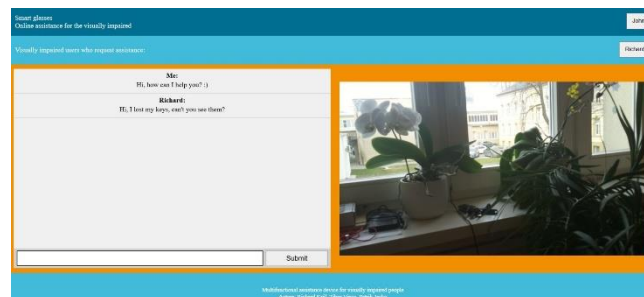 Smart glasses
Online assistance for the visually impaired
John
Visually impaired users who request assistance:
Richard
Me:
Hi, how can I help you? :)
Richard:
Hi, I lost my keys, can't you see them?
Submit
Multifunctional assistance device for visually impaired people